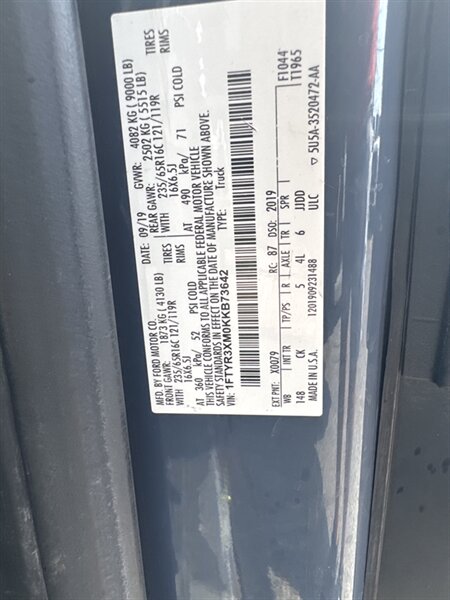 MFD. BY FORD MOTOR CO.
DATE: 09/19 GVWR: 4082 KG ( 9000 LB)
FRONT GAWR: 1873 KG ( 4130 LB) REAR GAWR: 2502 KG ( 5515 LB)
WITH 235/65R16C 121/119R TIRES WITH 235/65R16C 121/119R TIRES
16X6.5J RIMS 16X6.5J RIMS
AT 360 kPa/ 52 PSI COLD AT 490 kPa/ 71 PSI COLD
THIS VEHICLE CONFORMS TO ALL APPLICABLE FEDERAL MOTOR VEHICLE
SAFETY STANDARDS IN EFFECT ON THE DATE OF MANUFACTURE SHOWN ABOVE.
VIN: 1FTYR3XM0KKB73642
TYPE: Truck
F1044
T1965
EXT PNT: X0079 RC: 87 DSO: 2019
WB INT TR TP/PS R AXLE TR SPR
148 CK 5 4L 6 JJDD
1201909231488 ULC
MADE IN U.S.A. 5U5A-3520472-AA